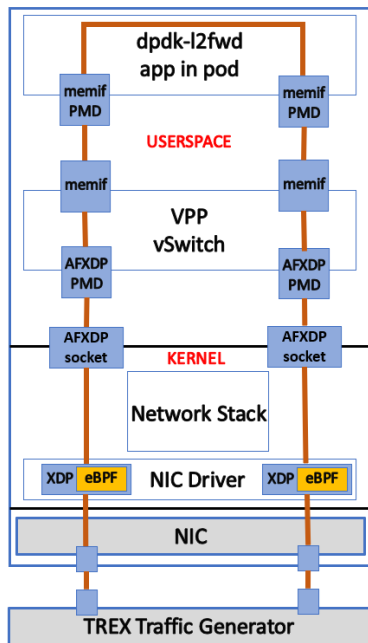 dpdk-l2fwd
app in pod
memif
PMD
memif
PMD
USERSPACE
memif
memif
VPP
vSwitch
AFXDP
PMD
AFXDP
PMD
AFXDP
socket
AFXDP
socket
KERNEL
Network Stack
XDP eBPF
NIC Driver
XDP eBPF
NIC
TREX Traffic Generator